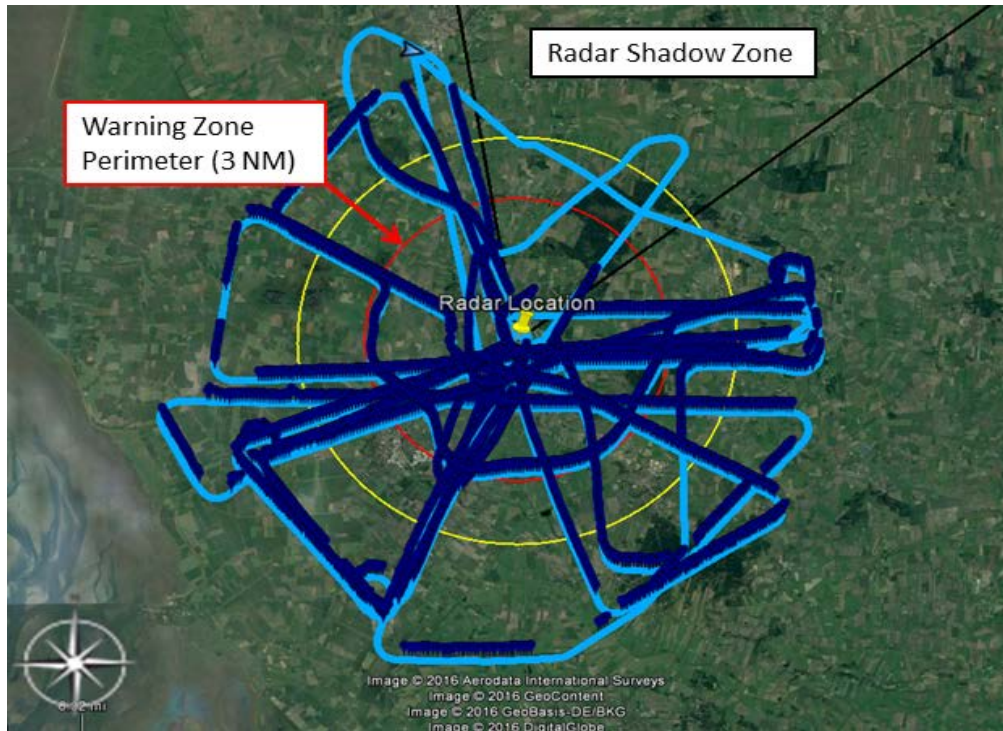 Radar Shadow Zone
Warning Zone
Perimeter (3 NM)
Radar Location
Image © 2016 Aerodata International Surveys
Image © 2016 GeoContent
Image © 2016 GeoBasis-DE/BKG
Image © 2016 DigitalGlobe